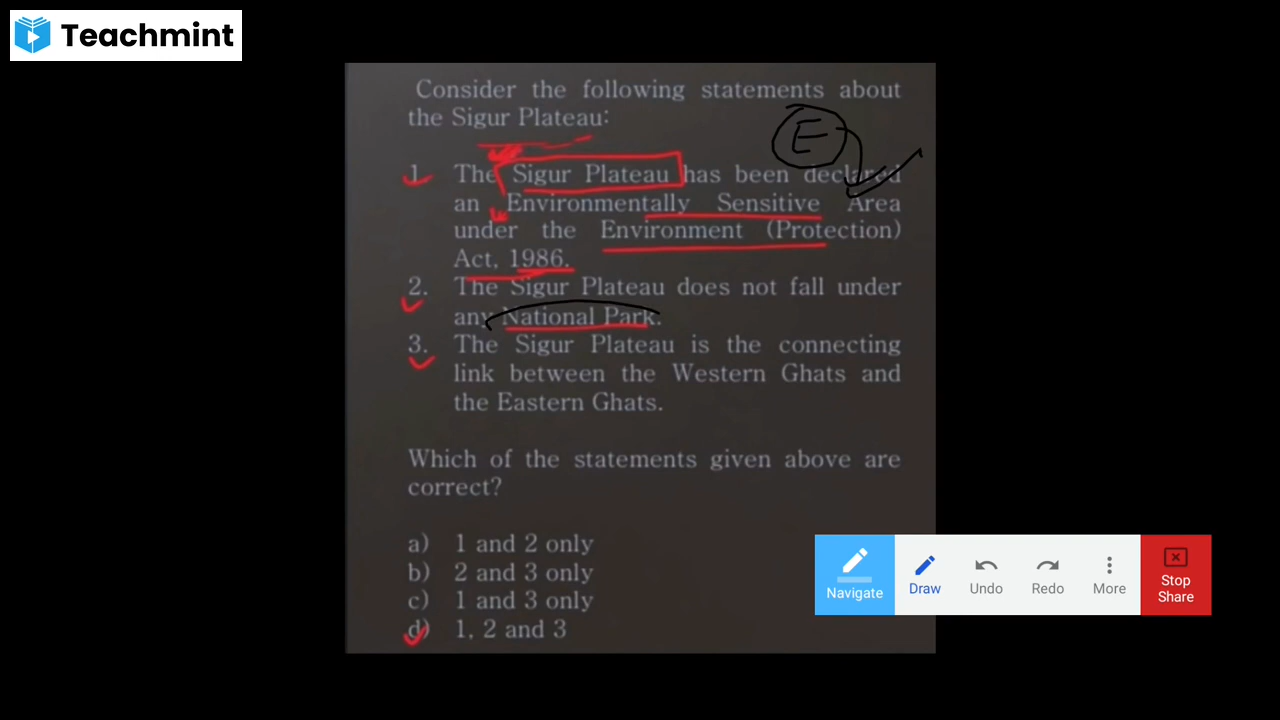 Teachmint
Consider the following statements about
the Sigur Plateau:
E
1. The Sigur Plateau has been declared
an Environmentally Sensitive Area
under the Environment (Protection)
Act, 1986.
2. The Sigur Plateau does not fall under
any National Park.
3. The Sigur Plateau is the connecting
link between the Western Ghats and
the Eastern Ghats.
Which of the statements given above are
correct?
a) 1 and 2 only
b) 2 and 3 only
c) 1 and 3 only
d) 1, 2 and 3
Navigate
Draw
Undo
Redo
More
Stop
Share